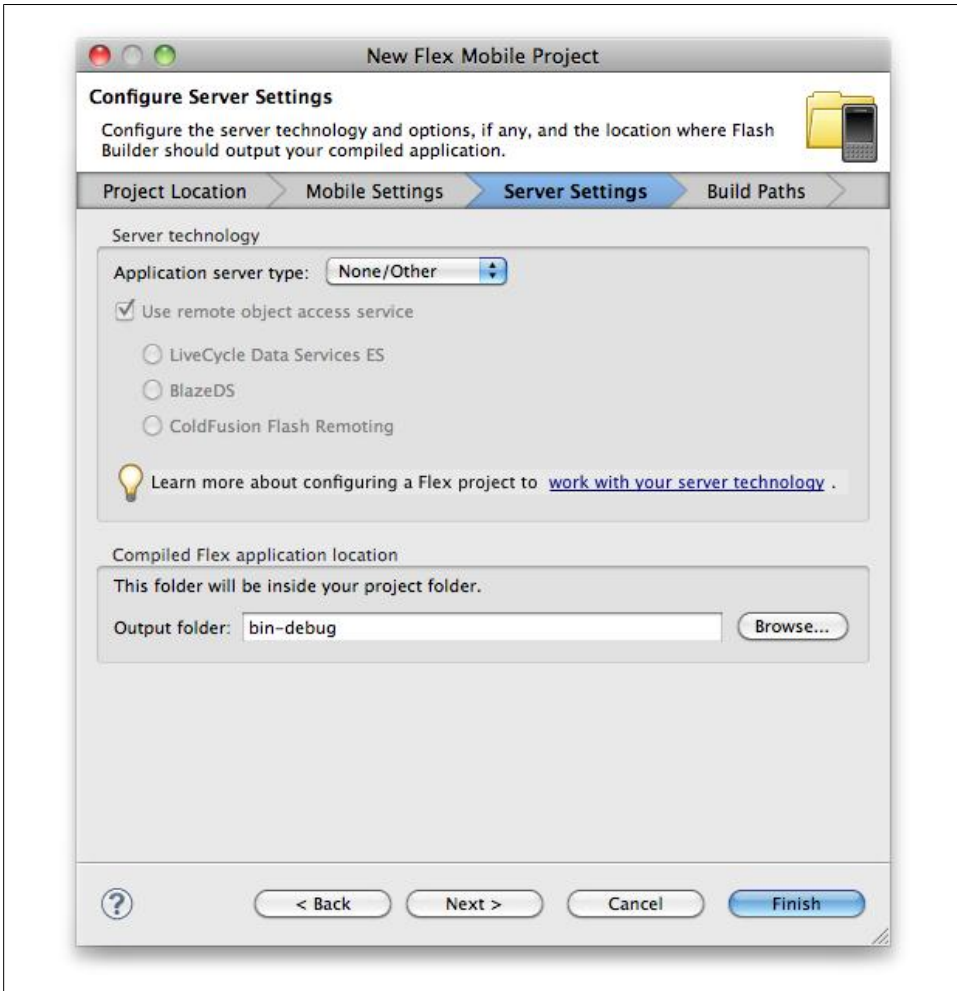 New Flex Mobile Project
Configure Server Settings
Configure the server technology and options, if any, and the location where Flash
Builder should output your compiled application.
Project Location Mobile Settings Server Settings Build Paths
Server technology
Application server type: None/Other
Use remote object access service
LiveCycle Data Services ES
BlazeDS
ColdFusion Flash Remoting
Learn more about configuring a Flex project to work with your server technology .
Compiled Flex application location
This folder will be inside your project folder.
Output folder: bin-debug Browse...
? < Back Next > Cancel Finish